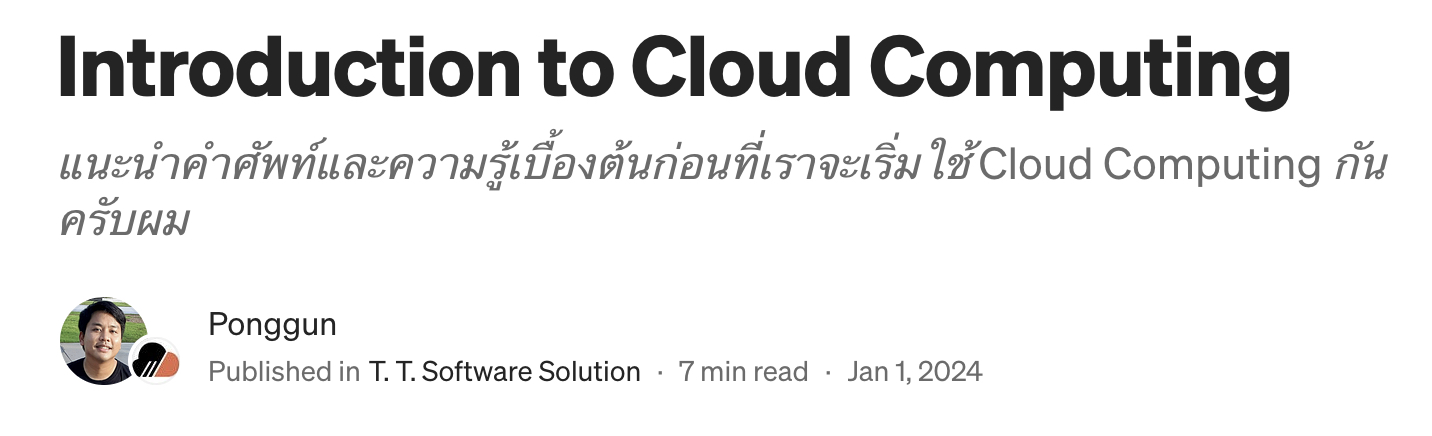 Introduction to Cloud Computing
แนะนำคำศัพท์และความรู้เบื้องต้นก่อนที่เราจะเริ่ม ใช้ Cloud Computing กัน
ครับผม
Ponggun
Published in T. T. Software Solution · 7 min read · Jan 1, 2024